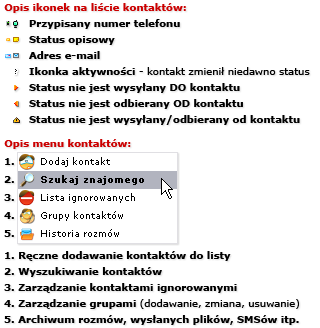 Opis ikonek na liście kontaktów:
Przypisany numer telefonu
Status opisowy
Adres e-mail
Ikonka aktywności - kontakt zmienił niedawno status
Status nie jest wysyłany DO kontaktu
Status nie jest odbierany OD kontaktu
Status nie jest wysyłany/odbierany od kontaktu
Opis menu kontaktów:
1. Dodaj kontakt
2. Szukaj znajomego
3. Lista ignorowanych
4. Grupy kontaktów
5. Historia rozmów
1. Ręczne dodawanie kontaktów do listy
2. Wyszukiwanie kontaktów
3. Zarządzanie kontaktami ignorowanymi
4. Zarządzanie grupami (dodawanie, zmiana, usuwanie)
5. Archiwum rozmów, wysłanych plików, SMSów itp.